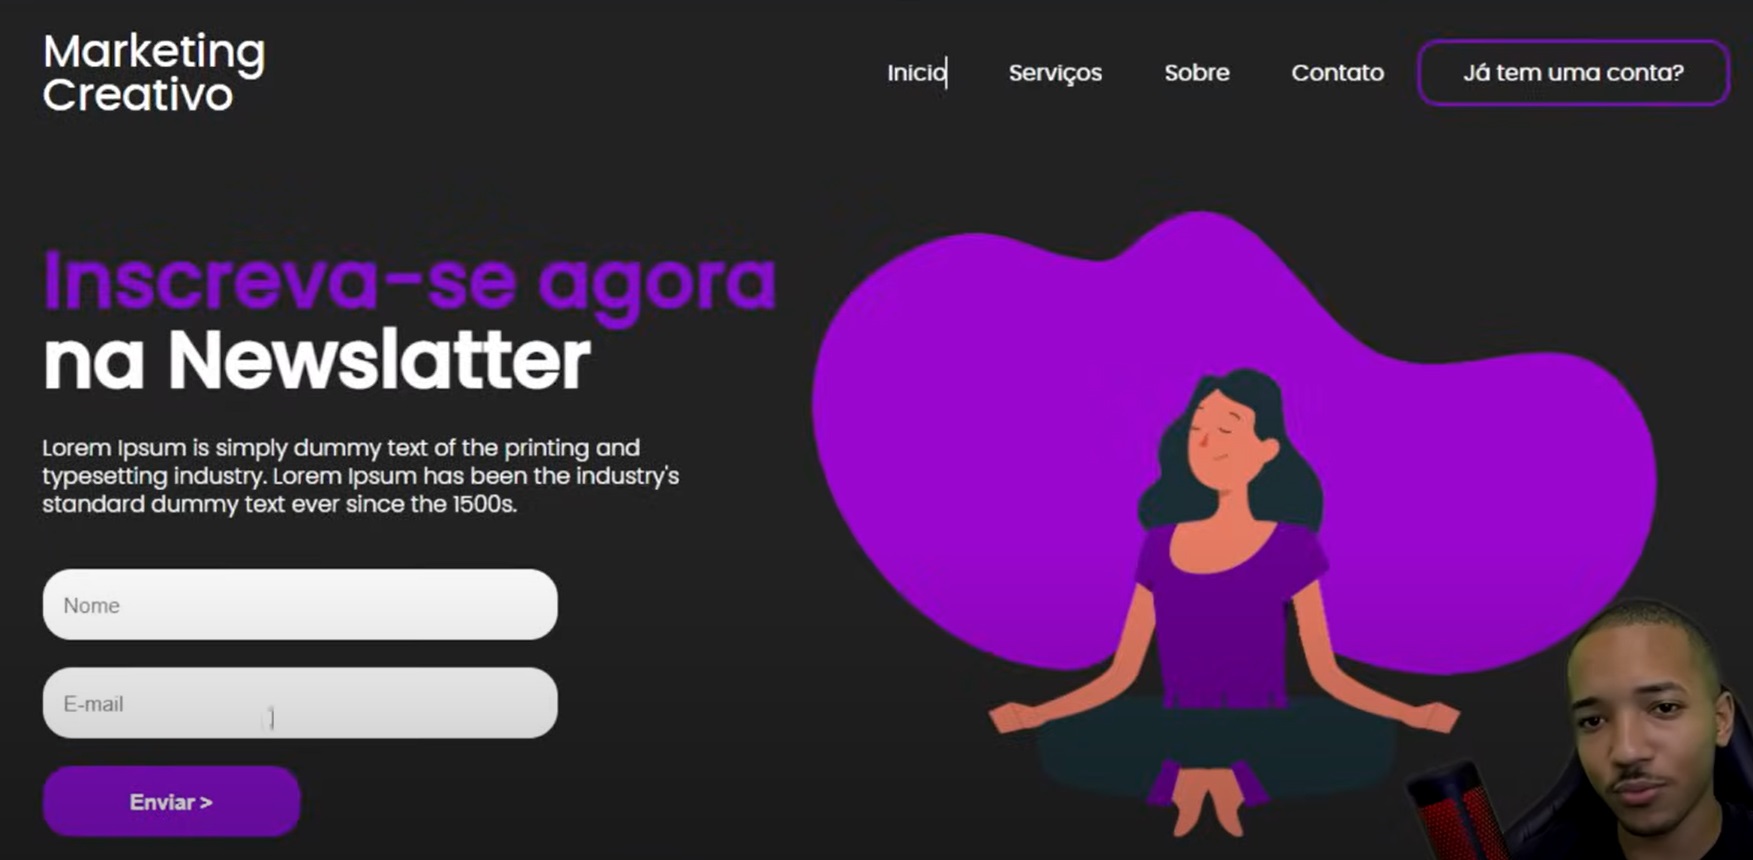 Marketing
Creativo
Inicio
Serviços
Sobre
Contato
Já tem uma conta?
Inscreva-se agora
na Newslatter
Lorem Ipsum is simply dummy text of the printing and
typesetting industry. Lorem Ipsum has been the industry's
standard dummy text ever since the 1500s.
Nome
E-mail
Enviar >